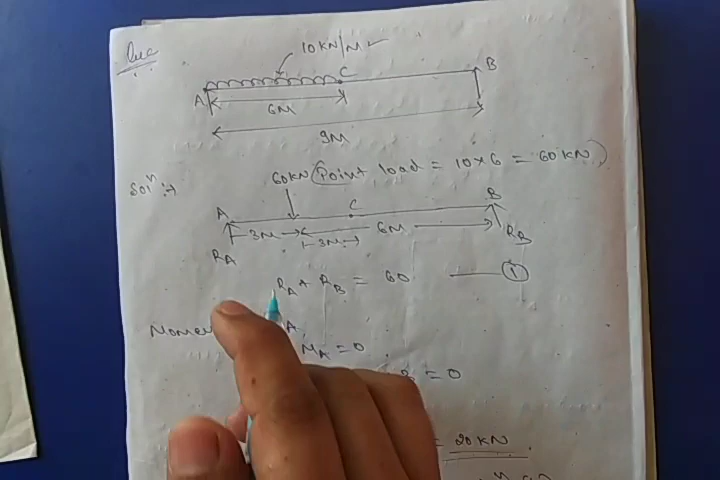 Que
10 KN/M
A C B
6M
9M
Solⁿ :→ 60KN (Point load = 10×6 = 60 KN)
A C B
3M 3M 6M
RA RB
RA + RB = 60 ①
A
MA = 0
= 0
= 20 KN